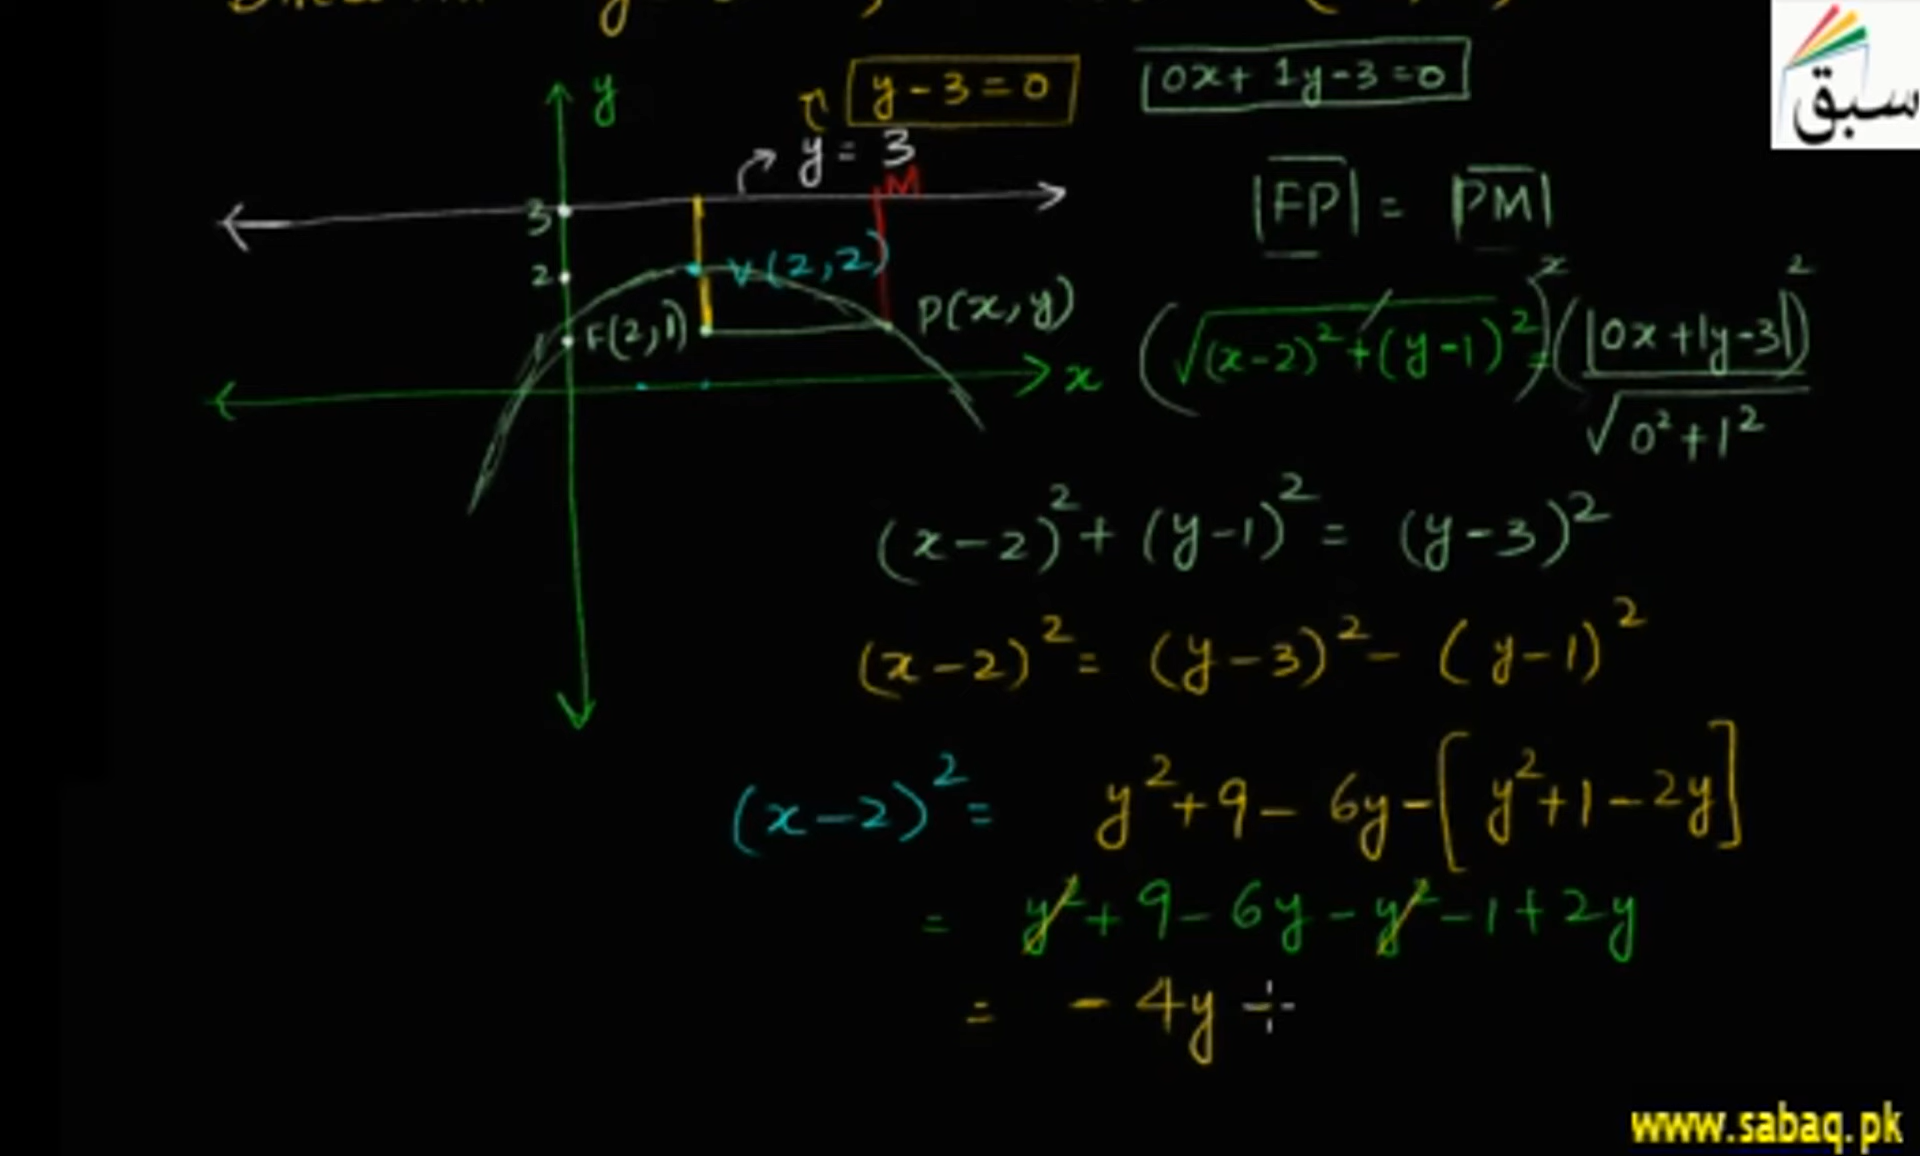 y
y - 3 = 0
0x + 1y - 3 = 0
سبق
y = 3
M
3
|FP| = |PM|
2
V(2,2)
F(2,1)
P(x,y)
x
(√(x-2)²+(y-1)²)² = (|0x+1y-3|)²
√0²+1²
(x-2)² + (y-1)² = (y-3)²
(x-2)² = (y-3)² - (y-1)²
(x-2)² = y²+9 - 6y - [y²+1-2y]
= y²+9-6y-y²-1+2y
= - 4y
www.sabaq.pk